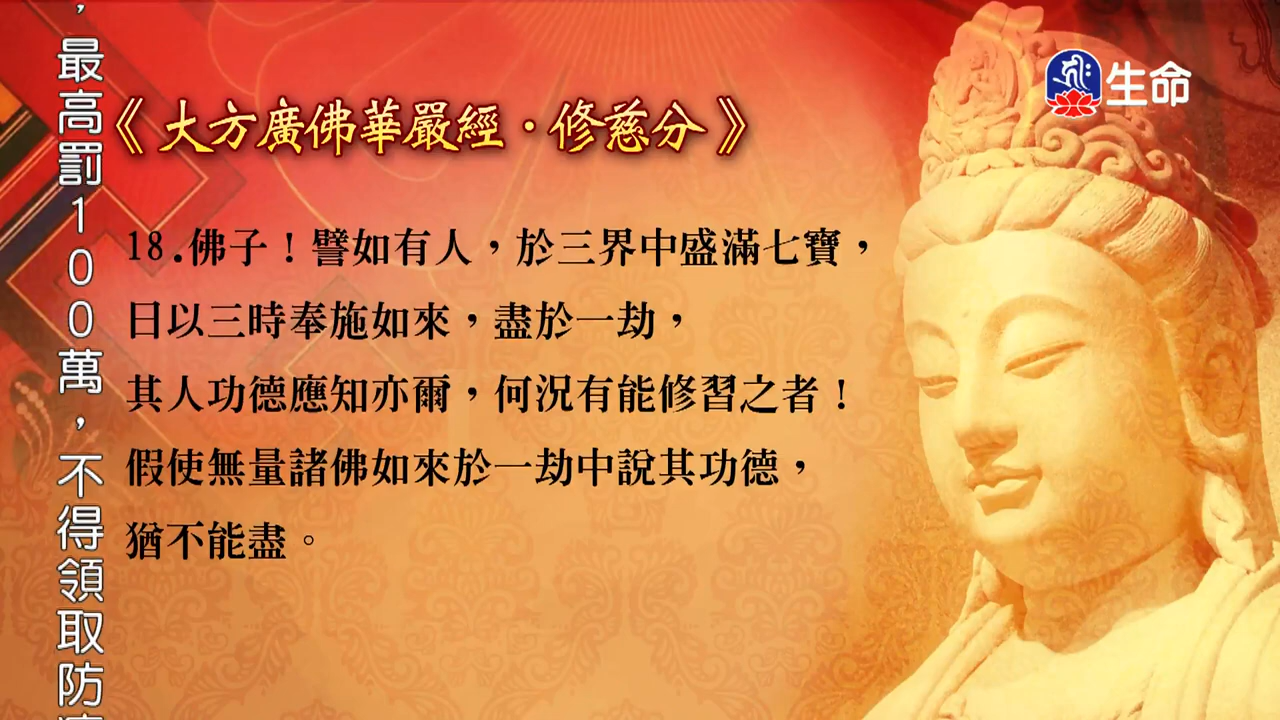 生命
《大方廣佛華嚴經·修慈分》
18.佛子！譬如有人，於三界中盛滿七寶，
日以三時奉施如來，盡於一劫，
其人功德應知亦爾，何況有能修習之者！
假使無量諸佛如來於一劫中說其功德，
猶不能盡。
，最高罰100萬，不得領取防